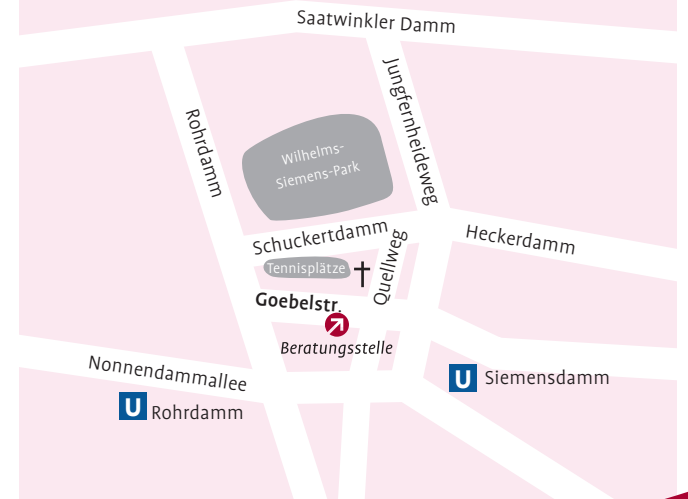 Saatwinkler Damm
Jungfernheideweg
Rohrdamm
Wilhelms-
Siemens-Park
Schuckertdamm
Heckerdamm
Quellweg
Tennisplätze
Goebelstr.
Beratungsstelle
Nonnendammallee
U Siemensdamm
U Rohrdamm